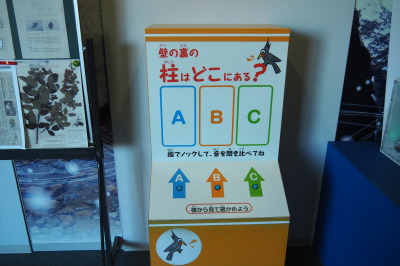 壁の裏の
柱はどこにある?
A B C
指でノックして、音を聞き比べてね
A B C
後から見て確かめよう